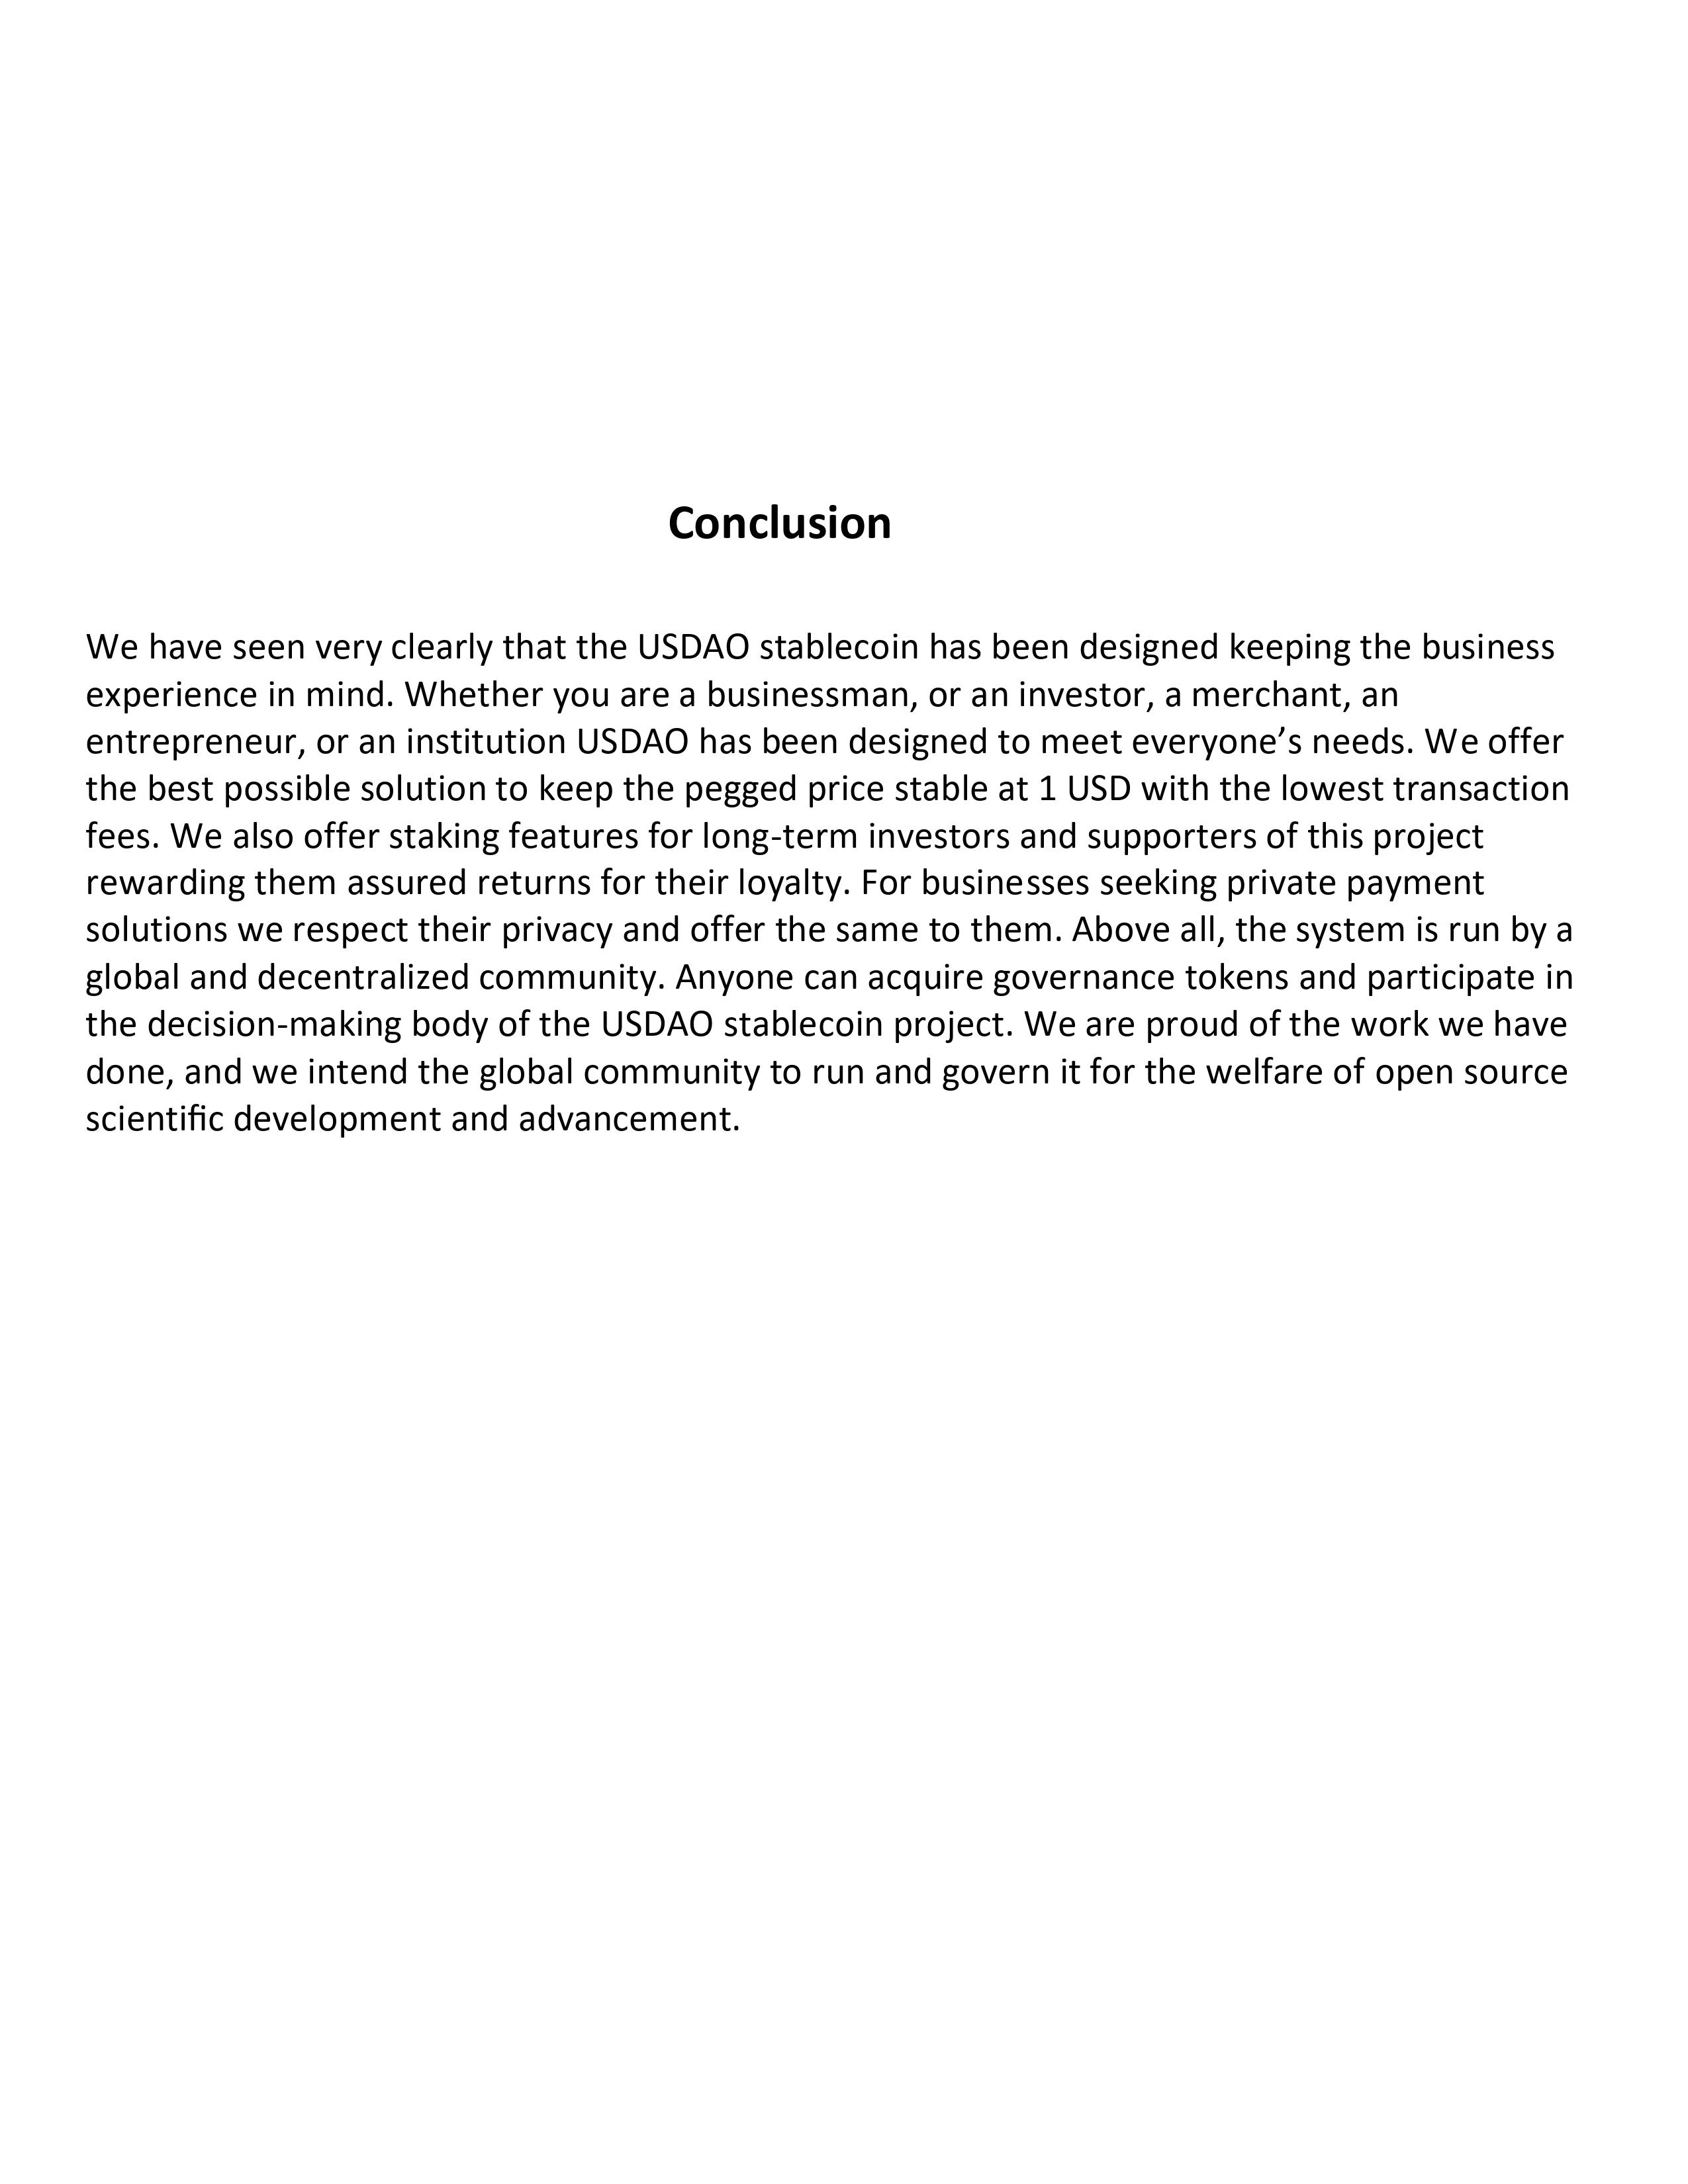 Conclusion
We have seen very clearly that the USDAO stablecoin has been designed keeping the business
experience in mind. Whether you are a businessman, or an investor, a merchant, an
entrepreneur, or an institution USDAO has been designed to meet everyone’s needs. We offer
the best possible solution to keep the pegged price stable at 1 USD with the lowest transaction
fees. We also offer staking features for long-term investors and supporters of this project
rewarding them assured returns for their loyalty. For businesses seeking private payment
solutions we respect their privacy and offer the same to them. Above all, the system is run by a
global and decentralized community. Anyone can acquire governance tokens and participate in
the decision-making body of the USDAO stablecoin project. We are proud of the work we have
done, and we intend the global community to run and govern it for the welfare of open source
scientific development and advancement.